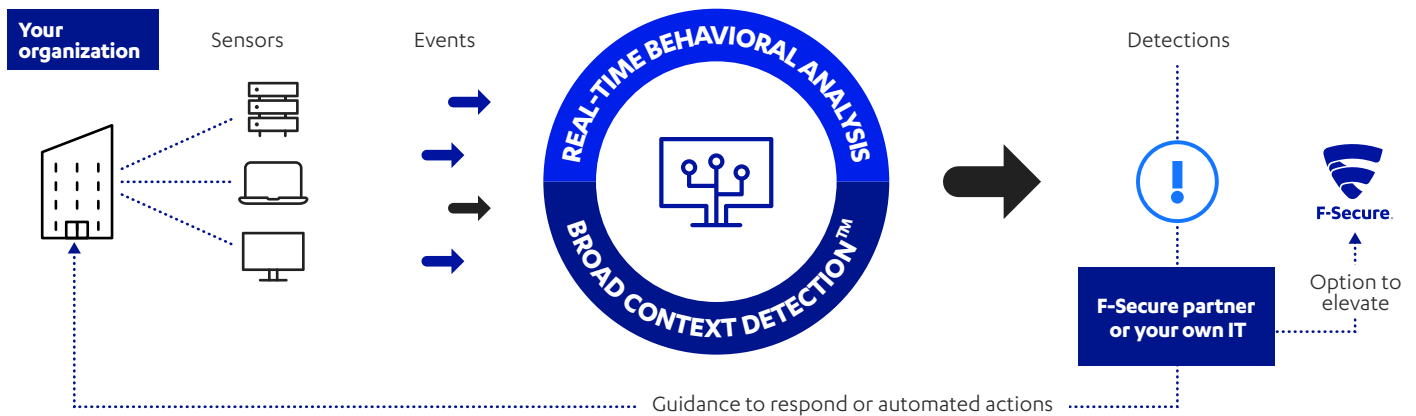 Your
organization
Sensors
Events
REAL-TIME BEHAVIORAL ANALYSIS
BROAD CONTEXT DETECTION™
Detections
!
F-Secure.
Option to
elevate
F-Secure partner
or your own IT
Guidance to respond or automated actions